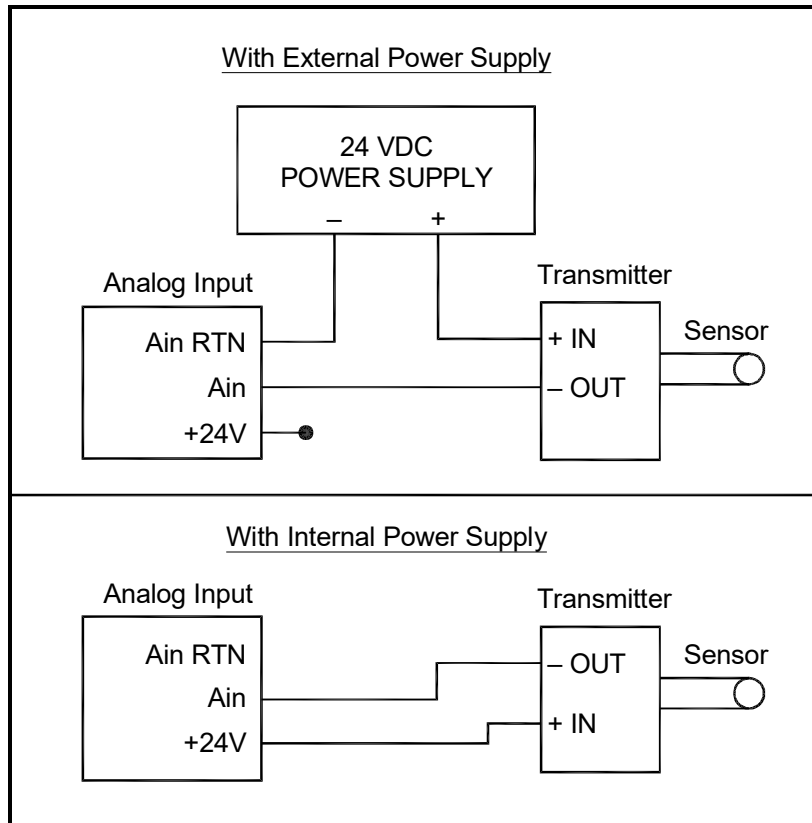 With External Power Supply
24 VDC
POWER SUPPLY
– +
Analog Input
Transmitter
Ain RTN
Ain
+24V
+ IN
– OUT
Sensor
With Internal Power Supply
Analog Input
Transmitter
Ain RTN
Ain
+24V
– OUT
+ IN
Sensor